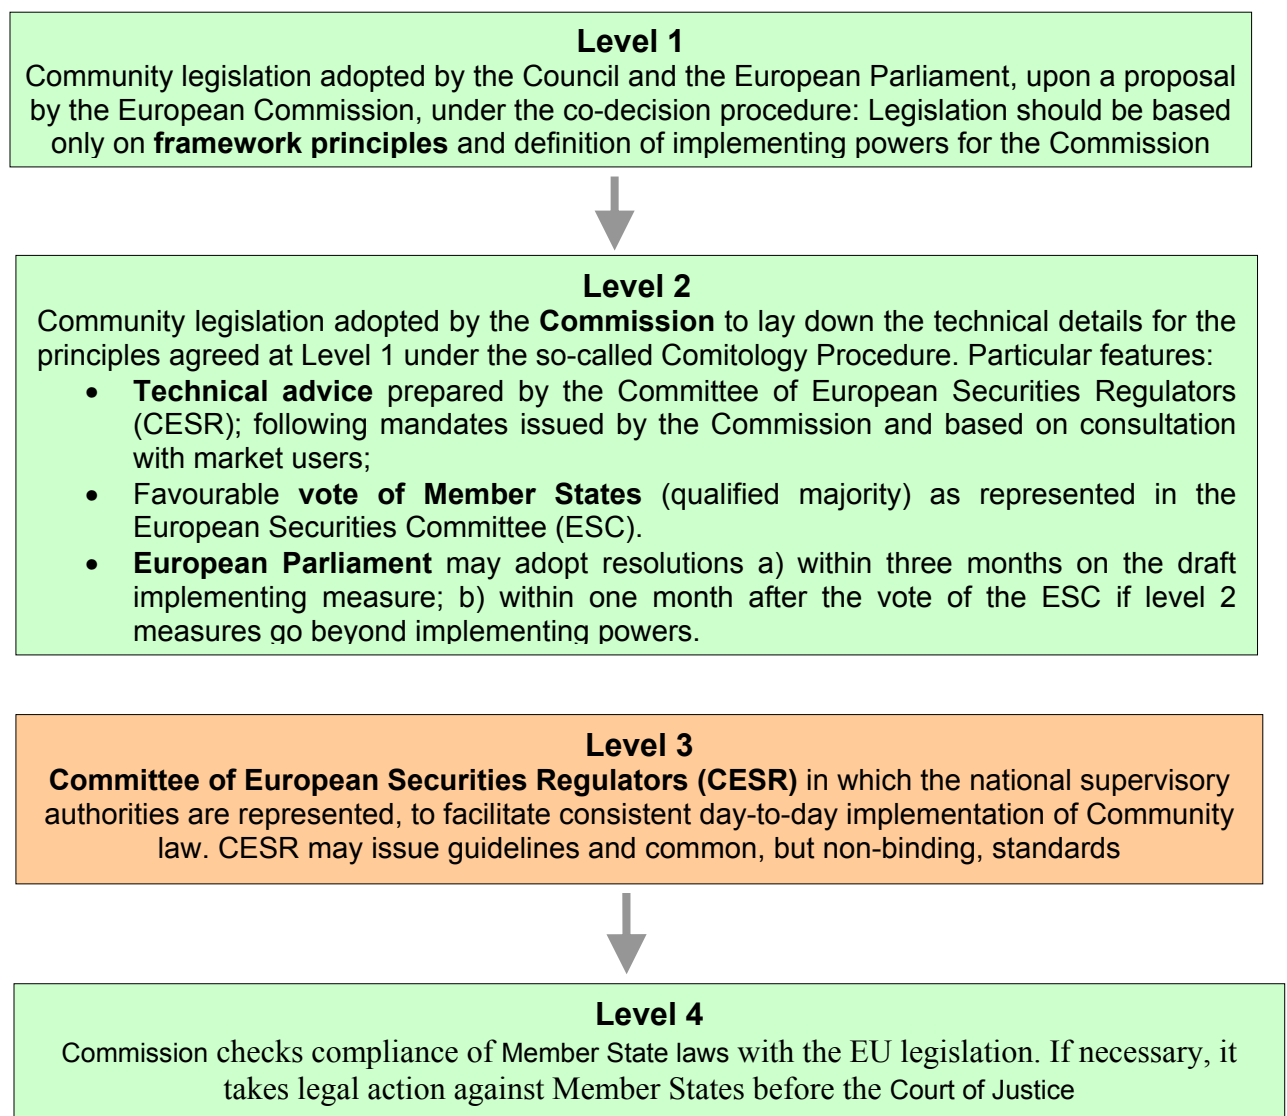 Level 1
Community legislation adopted by the Council and the European Parliament, upon a proposal
by the European Commission, under the co-decision procedure: Legislation should be based
only on framework principles and definition of implementing powers for the Commission
Level 2
Community legislation adopted by the Commission to lay down the technical details for the
principles agreed at Level 1 under the so-called Comitology Procedure. Particular features:
• Technical advice prepared by the Committee of European Securities Regulators
(CESR); following mandates issued by the Commission and based on consultation
with market users;
• Favourable vote of Member States (qualified majority) as represented in the
European Securities Committee (ESC).
• European Parliament may adopt resolutions a) within three months on the draft
implementing measure; b) within one month after the vote of the ESC if level 2
measures go beyond implementing powers.
Level 3
Committee of European Securities Regulators (CESR) in which the national supervisory
authorities are represented, to facilitate consistent day-to-day implementation of Community
law. CESR may issue guidelines and common, but non-binding, standards
Level 4
Commission checks compliance of Member State laws with the EU legislation. If necessary, it
takes legal action against Member States before the Court of Justice